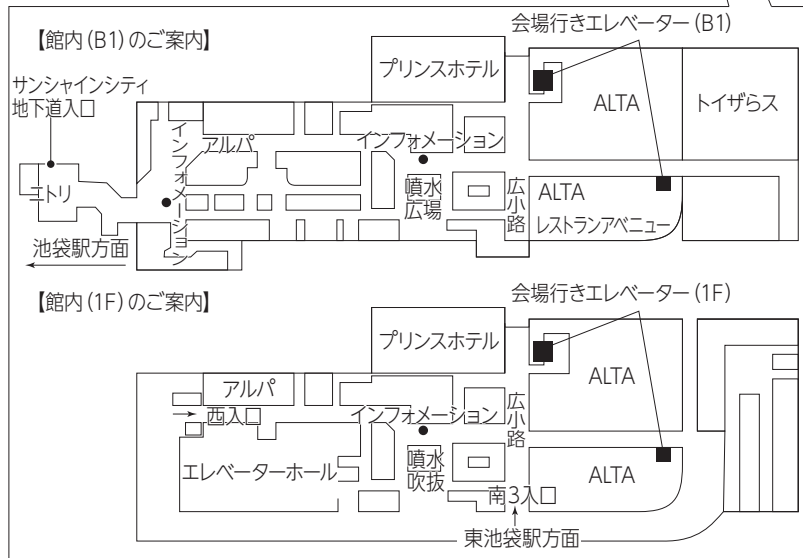 【館内(B1)のご案内】
会場行きエレベーター(B1)
プリンスホテル
サンシャインシティ
地下道入口
ALTA
トイザらス
インフォメーション
アルパ
インフォメーション
ニトリ
噴水
広場
広小路
ALTA
レストランアベニュー
池袋駅方面
【館内(1F)のご案内】
会場行きエレベーター(1F)
プリンスホテル
アルパ
ALTA
西入口
インフォメーション
広小路
エレベーターホール
噴水
吹抜
ALTA
南3入口
東池袋駅方面